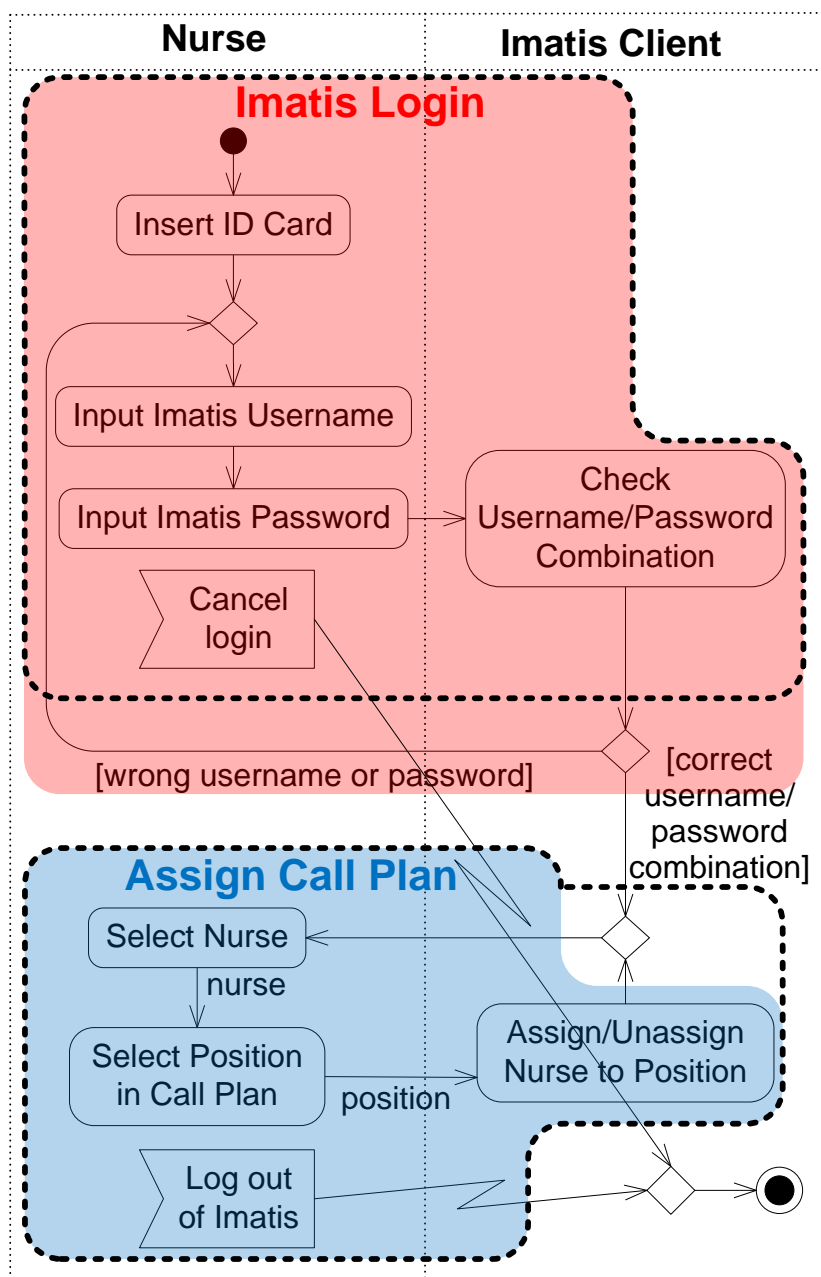 Nurse
Imatis Client
Imatis Login
Insert ID Card
Input Imatis Username
Input Imatis Password
Check
Username/Password
Combination
Cancel
login
[wrong username or password]
[correct
username/
password
combination]
Assign Call Plan
Select Nurse
nurse
Select Position
in Call Plan
position
Assign/Unassign
Nurse to Position
Log out
of Imatis